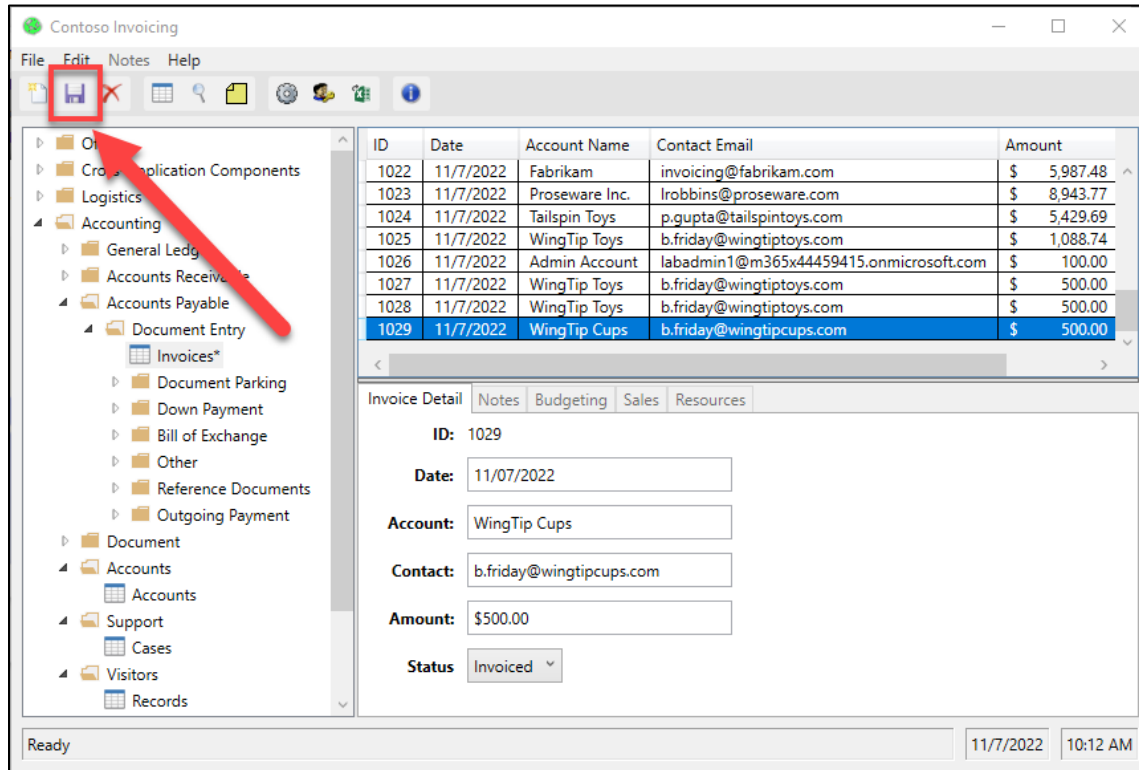 Contoso Invoicing
File Edit Notes Help
Cross Application Components
Logistics
Accounting
General Ledg
Accounts Receivable
Accounts Payable
Document Entry
Invoices*
Document Parking
Down Payment
Bill of Exchange
Other
Reference Documents
Outgoing Payment
Document
Accounts
Accounts
Support
Cases
Visitors
Records
ID Date Account Name Contact Email Amount
1022 11/7/2022 Fabrikam invoicing@fabrikam.com $ 5,987.48
1023 11/7/2022 Proseware Inc. lrobbins@proseware.com $ 8,943.77
1024 11/7/2022 Tailspin Toys p.gupta@tailspintoys.com $ 5,429.69
1025 11/7/2022 WingTip Toys b.friday@wingtiptoys.com $ 1,088.74
1026 11/7/2022 Admin Account labadmin1@m365x44459415.onmicrosoft.com $ 100.00
1027 11/7/2022 WingTip Toys b.friday@wingtiptoys.com $ 500.00
1028 11/7/2022 WingTip Toys b.friday@wingtiptoys.com $ 500.00
1029 11/7/2022 WingTip Cups b.friday@wingtipcups.com $ 500.00
Invoice Detail Notes Budgeting Sales Resources
ID: 1029
Date: 11/07/2022
Account: WingTip Cups
Contact: b.friday@wingtipcups.com
Amount: $500.00
Status Invoiced
Ready 11/7/2022 10:12 AM